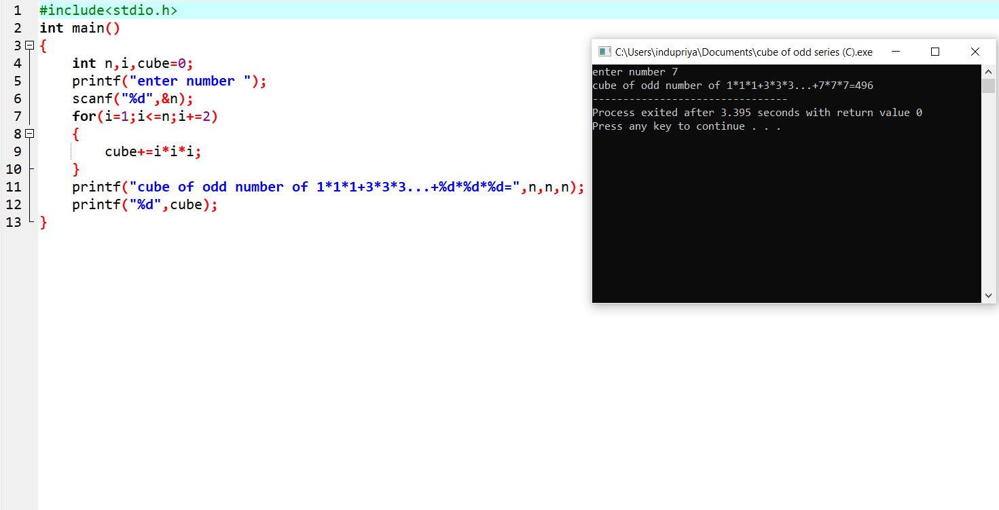 1 #include<stdio.h>
2 int main()
3 {
4 int n,i,cube=0;
5 printf("enter number ");
6 scanf("%d",&n);
7 for(i=1;i<=n;i+=2)
8 {
9 cube+=i*i*i;
10 }
11 printf("cube of odd number of 1*1*1+3*3*3...+%d*%d*%d=",n,n,n);
12 printf("%d",cube);
13 }
C:\Users\indupriya\Documents\cube of odd series (C).exe
enter number 7
cube of odd number of 1*1*1+3*3*3...+7*7*7=496
--------------------------------
Process exited after 3.395 seconds with return value 0
Press any key to continue . . .